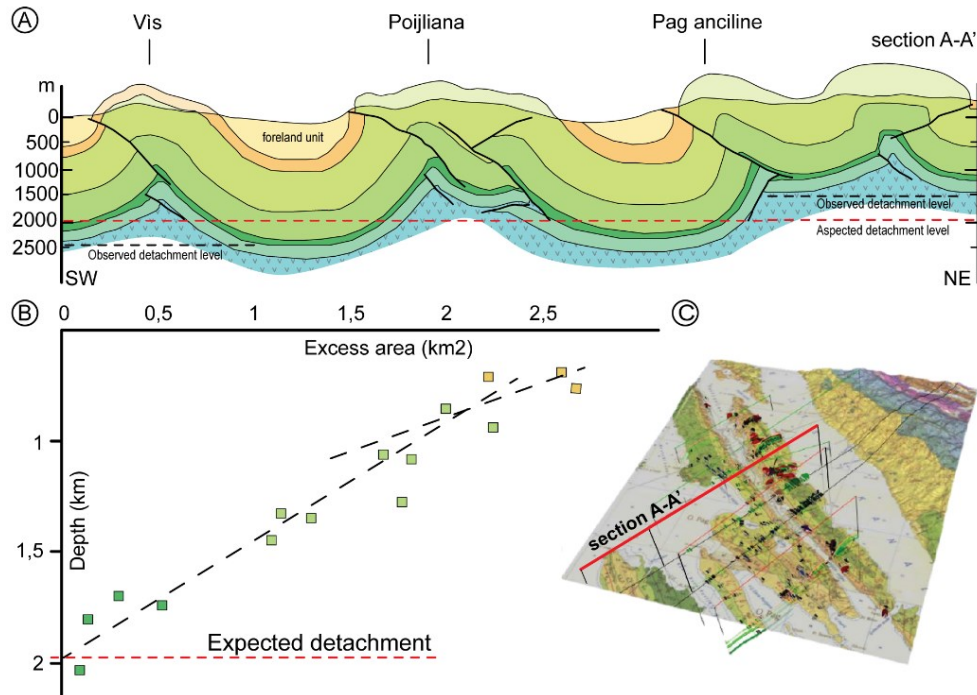 A
Vìs
Poijliana
Pag anciline
section A-A'
m
0
500
1000
1500
2000
2500
foreland unit
Observed detachment level
Aspected detachment level
Observed detachment level
SW
NE
B
0
0,5
1
1,5
2
2,5
Excess area (km2)
Depth (km)
1
1,5
2
Expected detachment
C
section A-A'